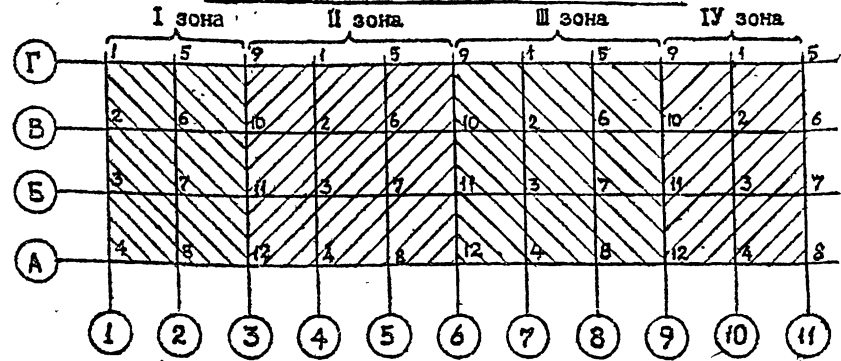 I зона II зона III зона IУ зона
1 5 9 1 5 9 1 5 9 1 5
Г
2 6 10 2 6 10 2 6 10 2 6
В
3 7 11 3 7 11 3 7 11 3 7
Б
4 8 12 4 8 12 4 8 12 4 8
А
1 2 3 4 5 6 7 8 9 10 11